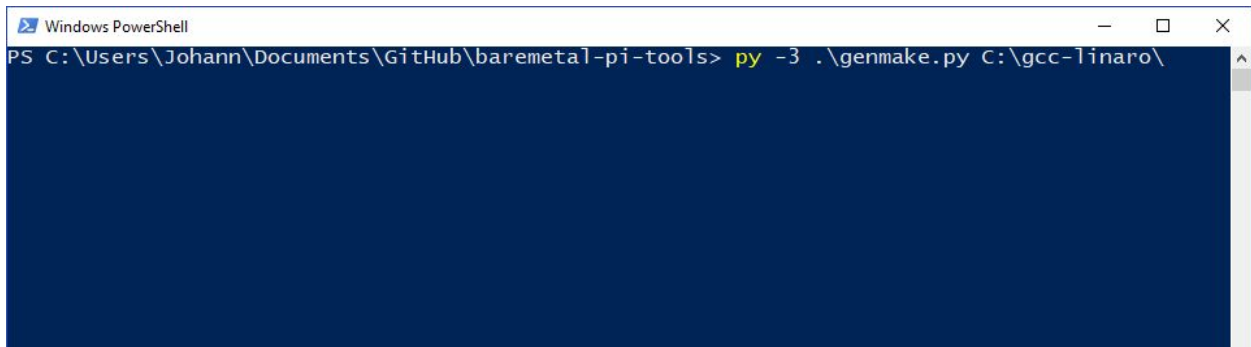 Windows PowerShell
PS C:\Users\Johann\Documents\GitHub\baremetal-pi-tools> py -3 .\genmake.py C:\gcc-linaro\